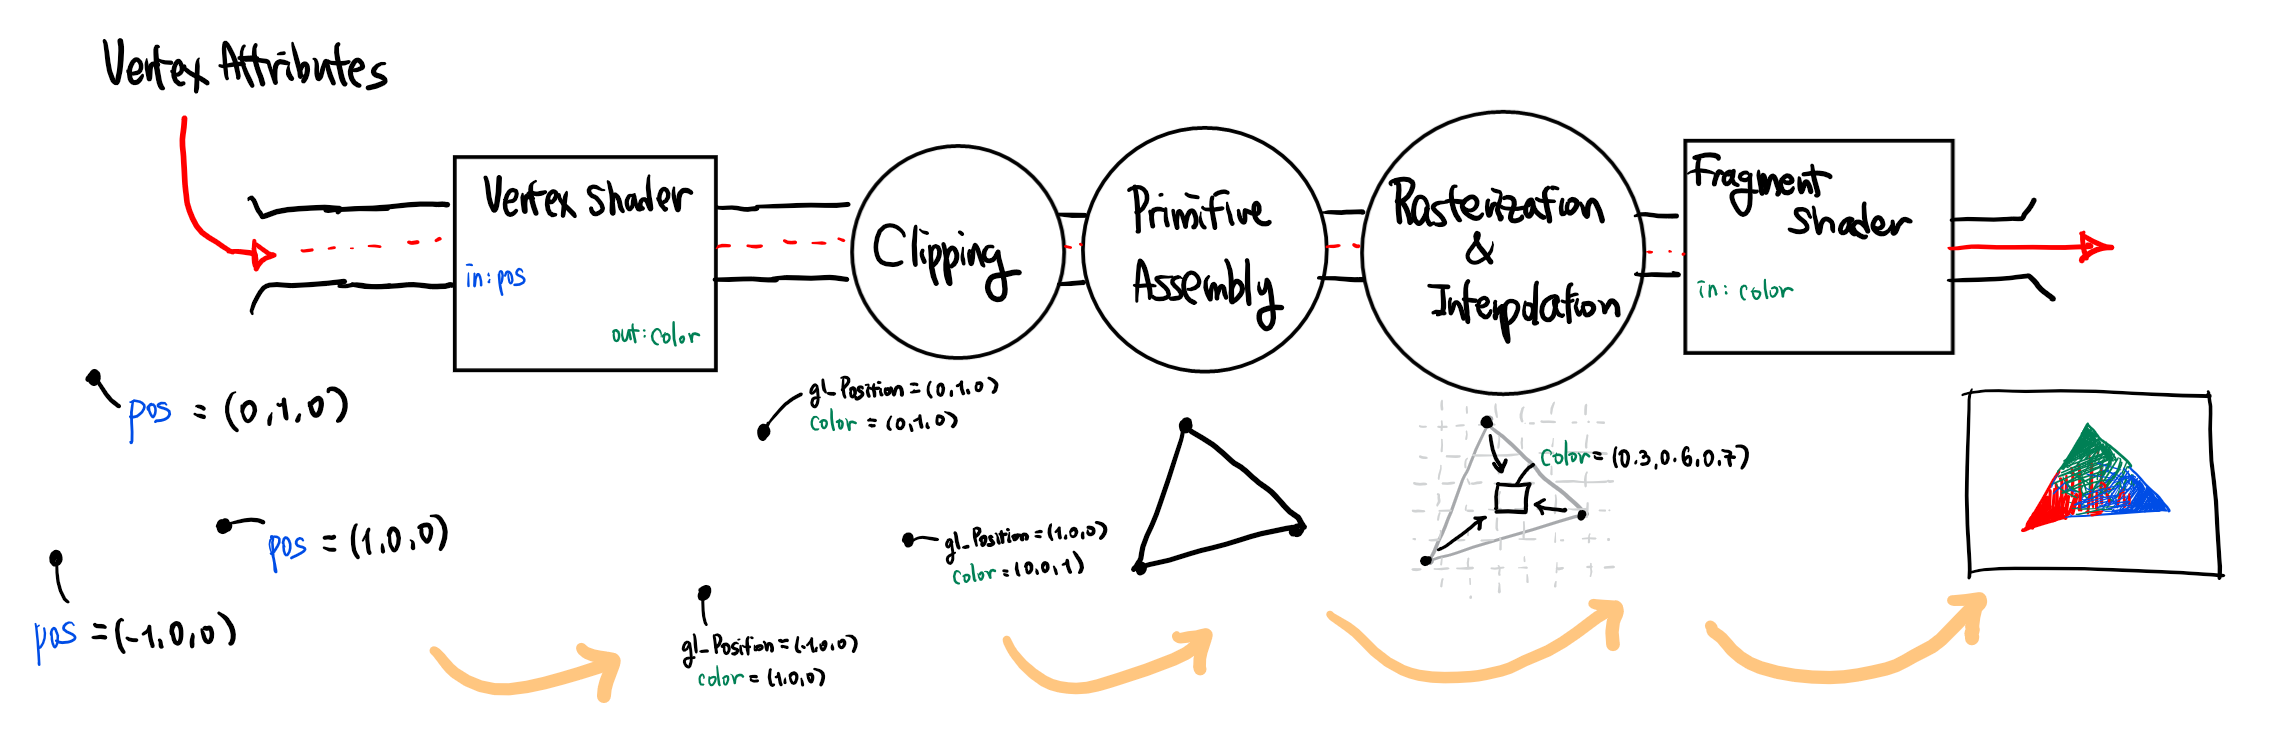 Vertex Attributes
Vertex Shader
in: pos
out: color
Clipping
Primitive
Assembly
Rasterization
&
Interpolation
Fragment
Shader
in: color
pos = (0,1,0)
pos = (1,0,0)
pos = (-1,0,0)
gl_Position = (0,1,0)
color = (0,1,0)
gl_Position = (1,0,0)
color = (0,0,1)
gl_Position = (-1,0,0)
color = (1,0,0)
color = (0.3,0.6,0.7)